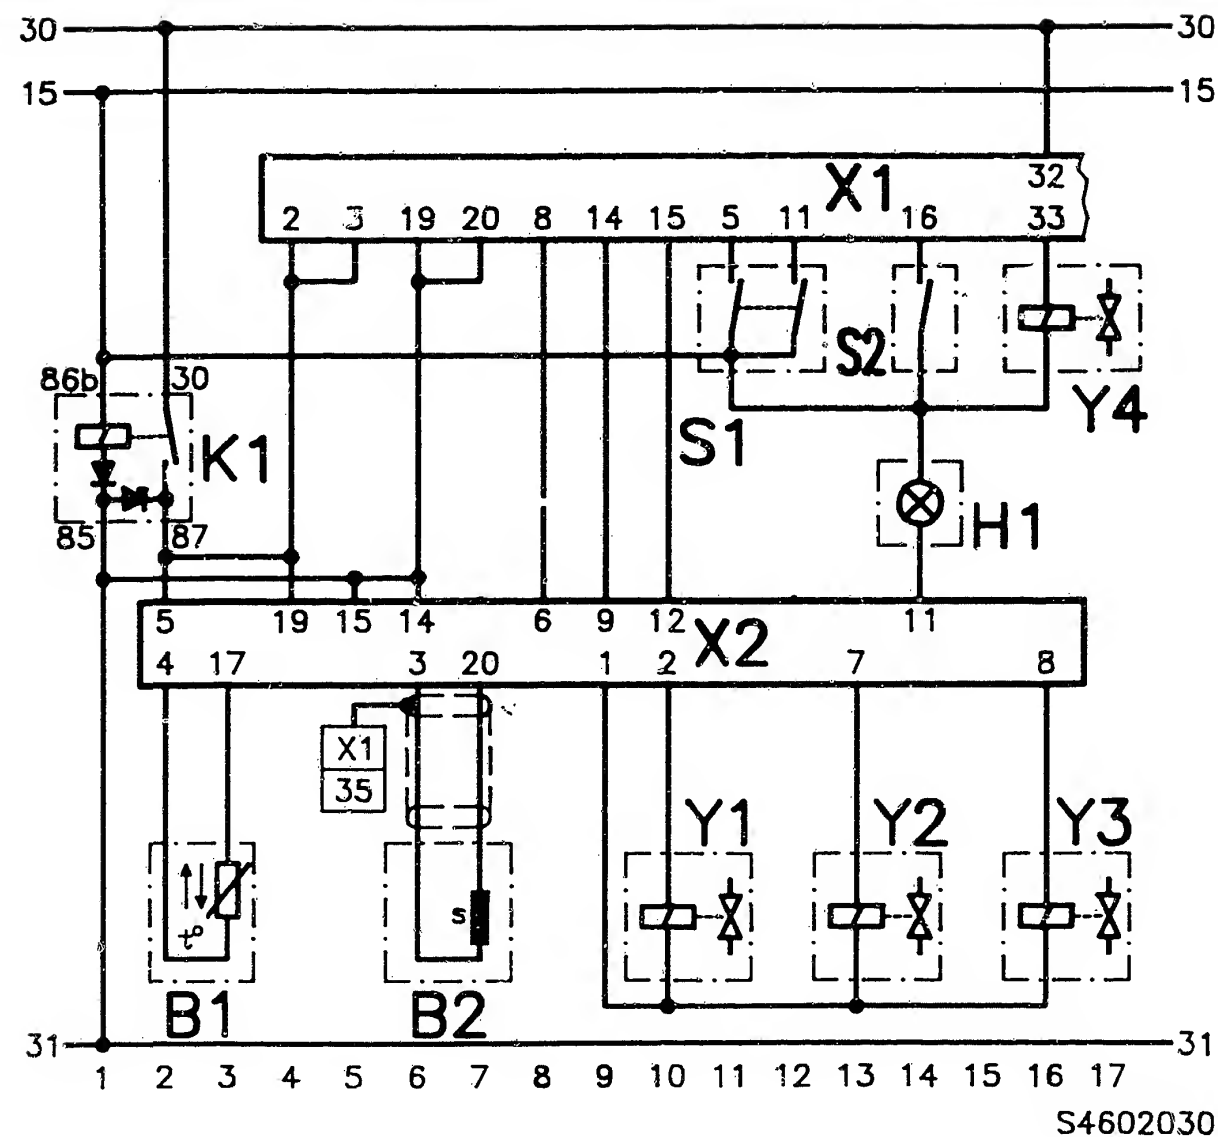 30 30
15 15
X1 32
2 3 19 20 8 14 15 5 11 16 33
86b 30 S2
Y4
K1 S1
H1
85 87
5 19 15 14 6 9 12 X2 11
4 17 3 20 1 2 7 8
X1
35
Y1 Y2 Y3
t° s
B1 B2
31 31
1 2 3 4 5 6 7 8 9 10 11 12 13 14 15 16 17
S4602030